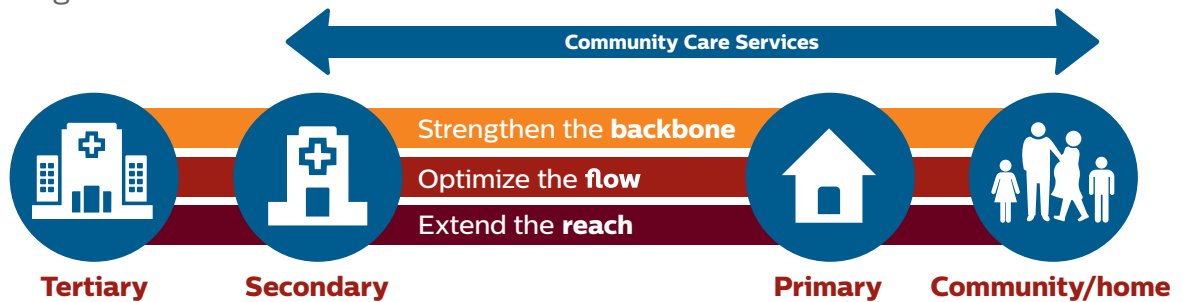 Community Care Services
Strengthen the backbone
Optimize the flow
Extend the reach
Tertiary
Secondary
Primary
Community/home